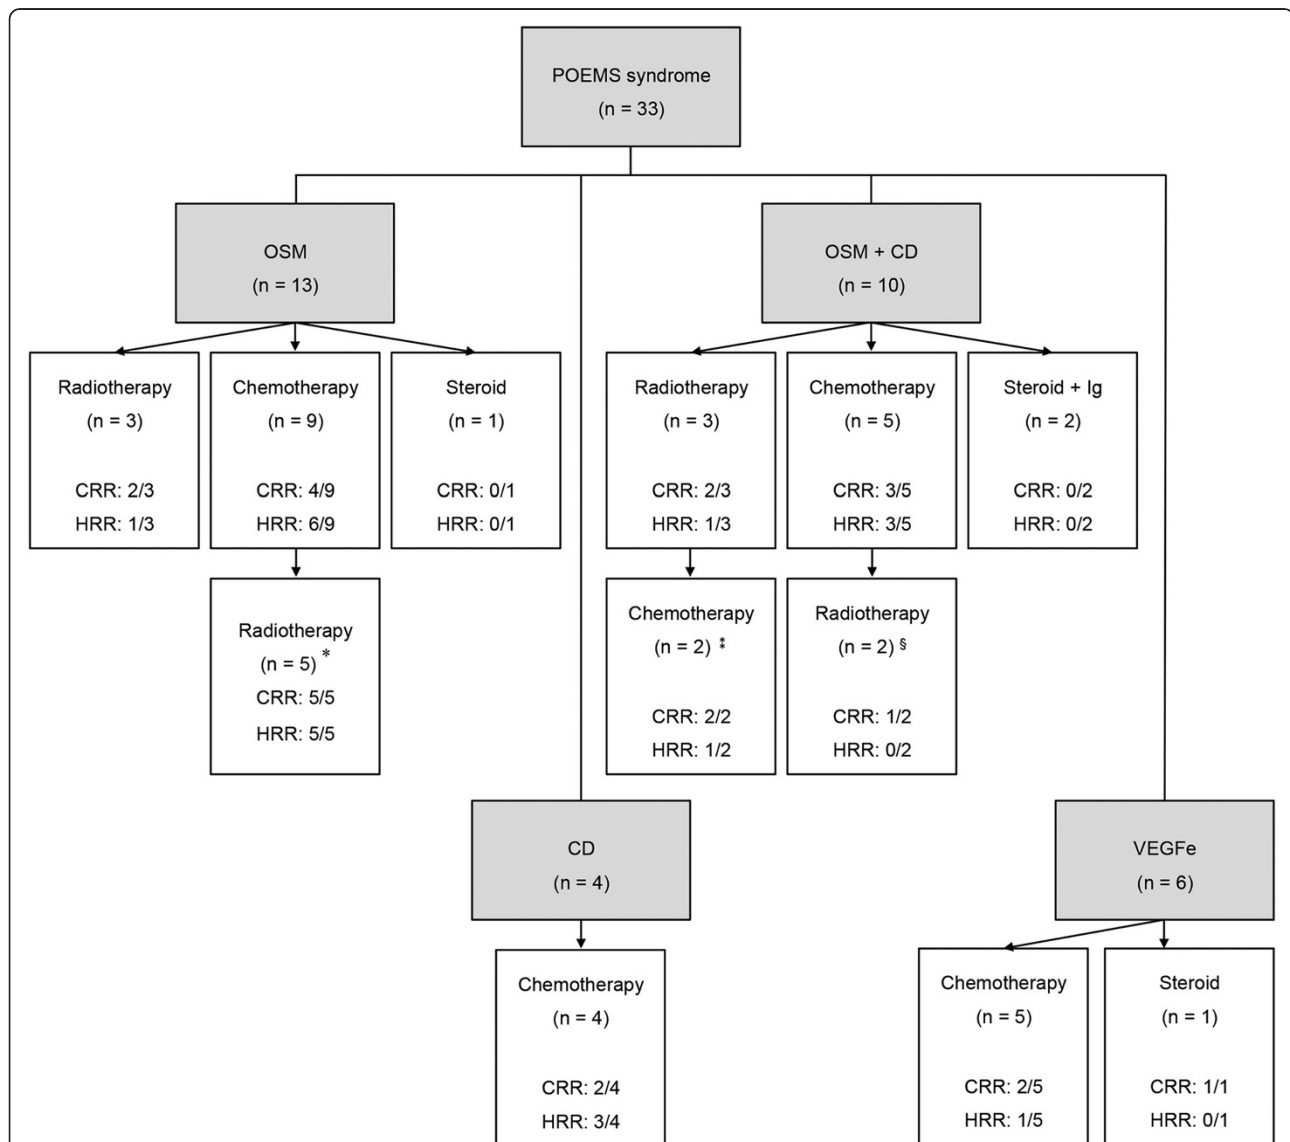 POEMS syndrome
(n = 33)
OSM
(n = 13)
OSM + CD
(n = 10)
Radiotherapy
(n = 3)
CRR: 2/3
HRR: 1/3
Chemotherapy
(n = 9)
CRR: 4/9
HRR: 6/9
Steroid
(n = 1)
CRR: 0/1
HRR: 0/1
Radiotherapy
(n = 3)
CRR: 2/3
HRR: 1/3
Chemotherapy
(n = 5)
CRR: 3/5
HRR: 3/5
Steroid + Ig
(n = 2)
CRR: 0/2
HRR: 0/2
Radiotherapy
(n = 5) *
CRR: 5/5
HRR: 5/5
Chemotherapy
(n = 2) ⁑
CRR: 2/2
HRR: 1/2
Radiotherapy
(n = 2) §
CRR: 1/2
HRR: 0/2
CD
(n = 4)
VEGFe
(n = 6)
Chemotherapy
(n = 4)
CRR: 2/4
HRR: 3/4
Chemotherapy
(n = 5)
CRR: 2/5
HRR: 1/5
Steroid
(n = 1)
CRR: 1/1
HRR: 0/1